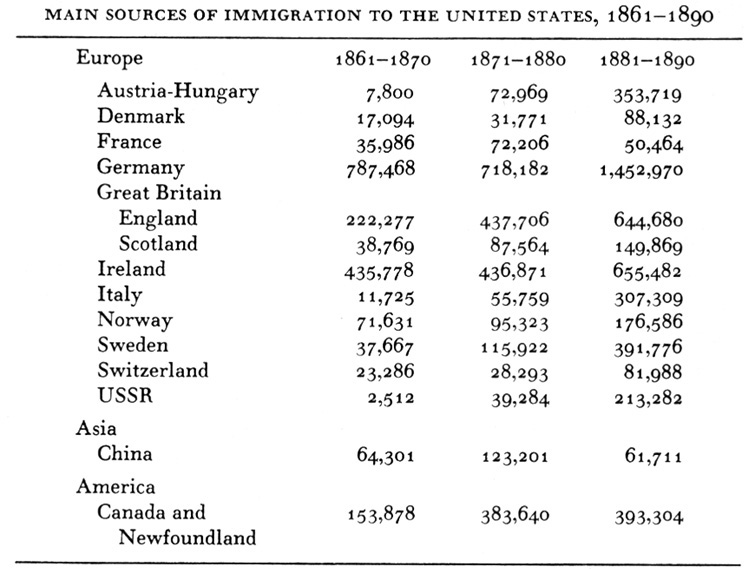 MAIN SOURCES OF IMMIGRATION TO THE UNITED STATES, 1861–1890
Europe 1861–1870 1871–1880 1881–1890
Austria-Hungary 7,800 72,969 353,719
Denmark 17,094 31,771 88,132
France 35,986 72,206 50,464
Germany 787,468 718,182 1,452,970
Great Britain
England 222,277 437,706 644,680
Scotland 38,769 87,564 149,869
Ireland 435,778 436,871 655,482
Italy 11,725 55,759 307,309
Norway 71,631 95,323 176,586
Sweden 37,667 115,922 391,776
Switzerland 23,286 28,293 81,988
USSR 2,512 39,284 213,282
Asia
China 64,301 123,201 61,711
America
Canada and 153,878 383,640 393,304
Newfoundland